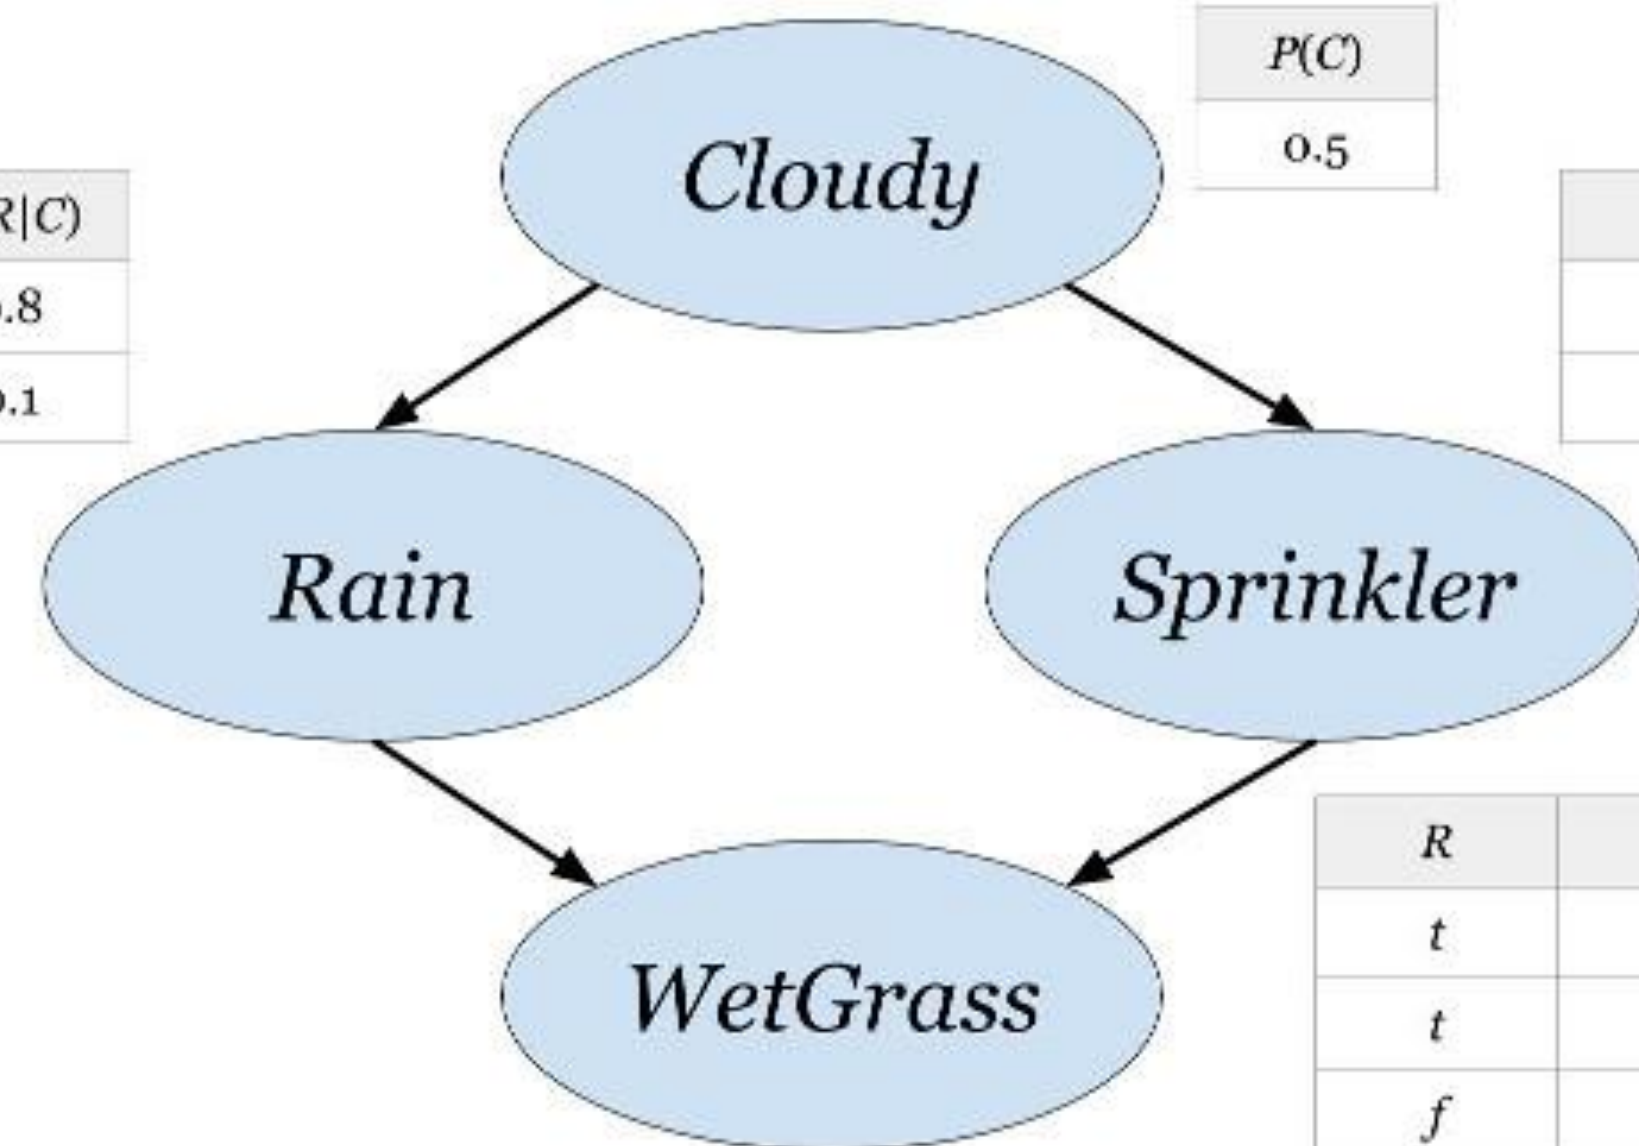 P(C)
0.5
Cloudy
R|C)
.8
.1
Rain
Sprinkler
R
t
t
f
WetGrass